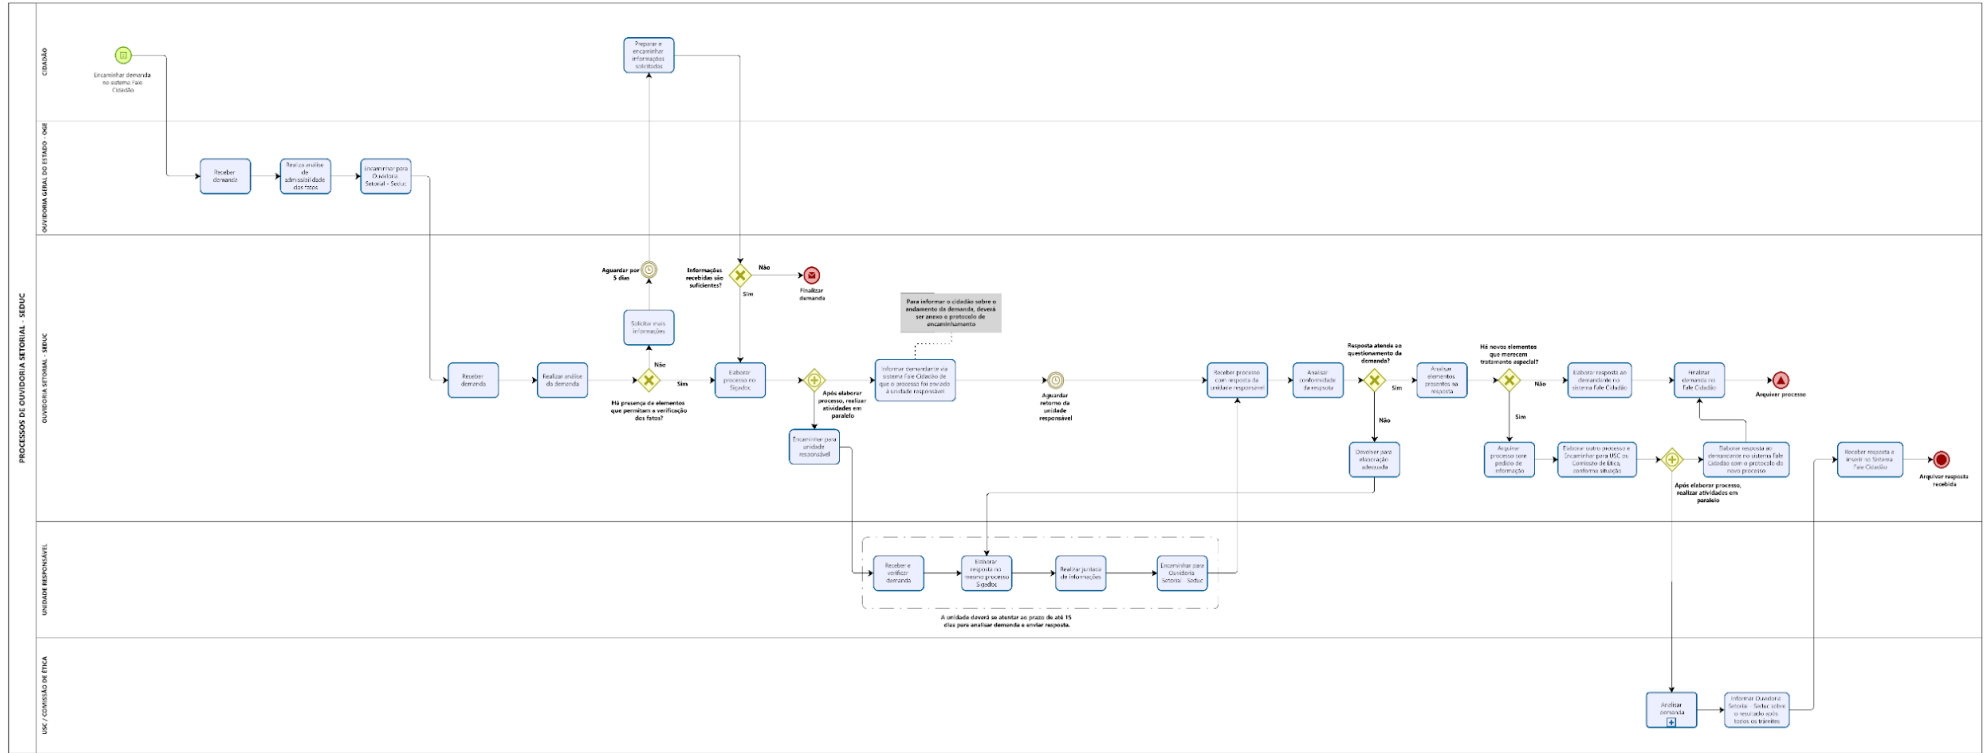 PROCESSOS DE OUVIDORIA SETORIAL - SEDUC
CIDADÃO
Encaminhar demanda
no sistema Fale
Cidadão
Preparar e
encaminhar
informações
solicitadas
OUVIDORIA GERAL DO ESTADO - OGE
Receber
demanda
Realiza análise
de
admissibilidade
dos fatos
Encaminhar para
Ouvidoria
Setorial - Seduc
OUVIDORIA SETORIAL - SEDUC
Aguardar por
5 dias
Informações
recebidas são
suficientes?
Não
Sim
Finalizar
demanda
Solicitar mais
informações
Não
Sim
Receber
demanda
Realizar análise
da demanda
Há presença de elementos
que permitam a verificação
dos fatos?
Elaborar
processo no
Sigadoc
Após elaborar
processo, realizar
atividades em
paralelo
Encaminhar para
unidade
responsável
Para informar o cidadão sobre o
andamento da demanda, deverá
ser anexo o protocolo de
encaminhamento
Informar demandante via
sistema Fale Cidadão de
que o processo foi enviado
à unidade responsável
Aguardar
retorno da
unidade
responsável
Receber processo
com resposta da
unidade responsável
Analisar
conformidade
da resposta
Resposta atende ao
questionamento da
demanda?
Sim
Não
Devolver para
elaboração
adequada
Analisar
elementos
presentes na
resposta
Há novos elementos
que merecem
tratamento especial?
Não
Sim
Elaborar resposta ao
demandante no
sistema Fale Cidadão
Finalizar
demanda no
Fale Cidadão
Arquivar processo
Arquivar
processo com
pedido de
informação
Elaborar outro processo e
Encaminhar para USC ou
Comissão de Ética,
conforme situação
Após elaborar processo,
realizar atividades em
paralelo
Elaborar resposta ao
demandante no sistema Fale
Cidadão com o protocolo do
novo processo
Receber resposta e
inserir no Sistema
Fale Cidadão
Arquivar resposta
recebida
UNIDADE RESPONSÁVEL
Receber e
verificar
demanda
Elaborar
resposta no
mesmo processo
Sigadoc
Realizar juntada
de informações
Encaminhar para
Ouvidoria
Setorial - Seduc
A unidade deverá se atentar ao prazo de até 15
dias para analisar demanda e enviar resposta.
USC / COMISSÃO DE ÉTICA
Analisar
demanda
Informar Ouvidoria
Setorial - Seduc sobre
o resultado após
todos os trâmites